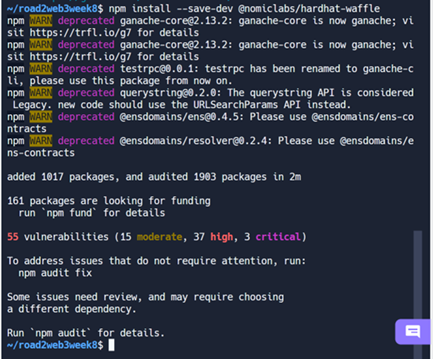 ~/road2web3week8$ npm install --save-dev @nomiclabs/hardhat-waffle
npm WARN deprecated ganache-core@2.13.2: ganache-core is now ganache; vi
sit https://trfl.io/g7 for details
npm WARN deprecated ganache-core@2.13.2: ganache-core is now ganache; vi
sit https://trfl.io/g7 for details
npm WARN deprecated testrpc@0.0.1: testrpc has been renamed to ganache-c
li, please use this package from now on.
npm WARN deprecated querystring@0.2.0: The querystring API is considered
 Legacy. new code should use the URLSearchParams API instead.
npm WARN deprecated @ensdomains/ens@0.4.5: Please use @ensdomains/ens-co
ntracts
npm WARN deprecated @ensdomains/resolver@0.2.4: Please use @ensdomains/e
ns-contracts
added 1017 packages, and audited 1903 packages in 2m
161 packages are looking for funding
  run `npm fund` for details
55 vulnerabilities (15 moderate, 37 high, 3 critical)
To address issues that do not require attention, run:
  npm audit fix
Some issues need review, and may require choosing
a different dependency.
Run `npm audit` for details.
~/road2web3week8$